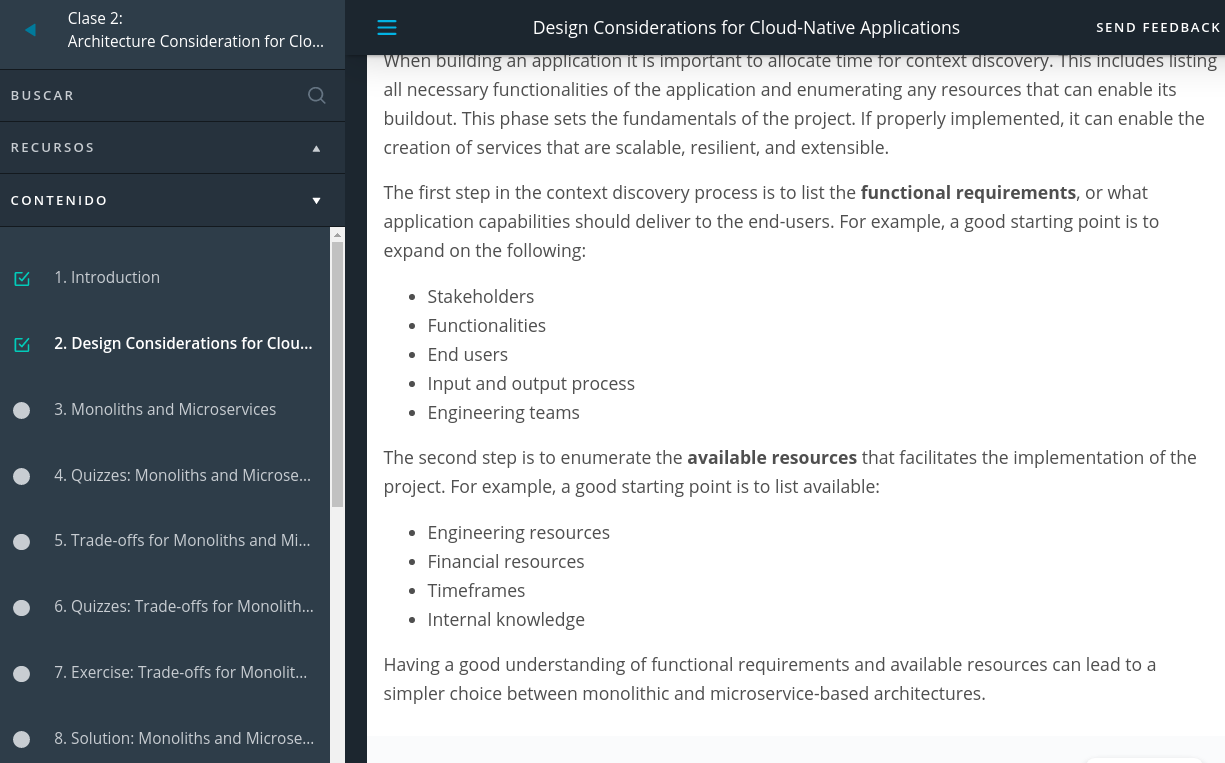 Clase 2:
Architecture Consideration for Clo...
BUSCAR
RECURSOS
CONTENIDO
1. Introduction
2. Design Considerations for Clou...
3. Monoliths and Microservices
4. Quizzes: Monoliths and Microse...
5. Trade-offs for Monoliths and Mi...
6. Quizzes: Trade-offs for Monolith...
7. Exercise: Trade-offs for Monolit...
8. Solution: Monoliths and Microse...
Design Considerations for Cloud-Native Applications
SEND FEEDBACK
When building an application it is important to allocate time for context discovery. This includes listing
all necessary functionalities of the application and enumerating any resources that can enable its
buildout. This phase sets the fundamentals of the project. If properly implemented, it can enable the
creation of services that are scalable, resilient, and extensible.
The first step in the context discovery process is to list the functional requirements, or what
application capabilities should deliver to the end-users. For example, a good starting point is to
expand on the following:
• Stakeholders
• Functionalities
• End users
• Input and output process
• Engineering teams
The second step is to enumerate the available resources that facilitates the implementation of the
project. For example, a good starting point is to list available:
• Engineering resources
• Financial resources
• Timeframes
• Internal knowledge
Having a good understanding of functional requirements and available resources can lead to a
simpler choice between monolithic and microservice-based architectures.